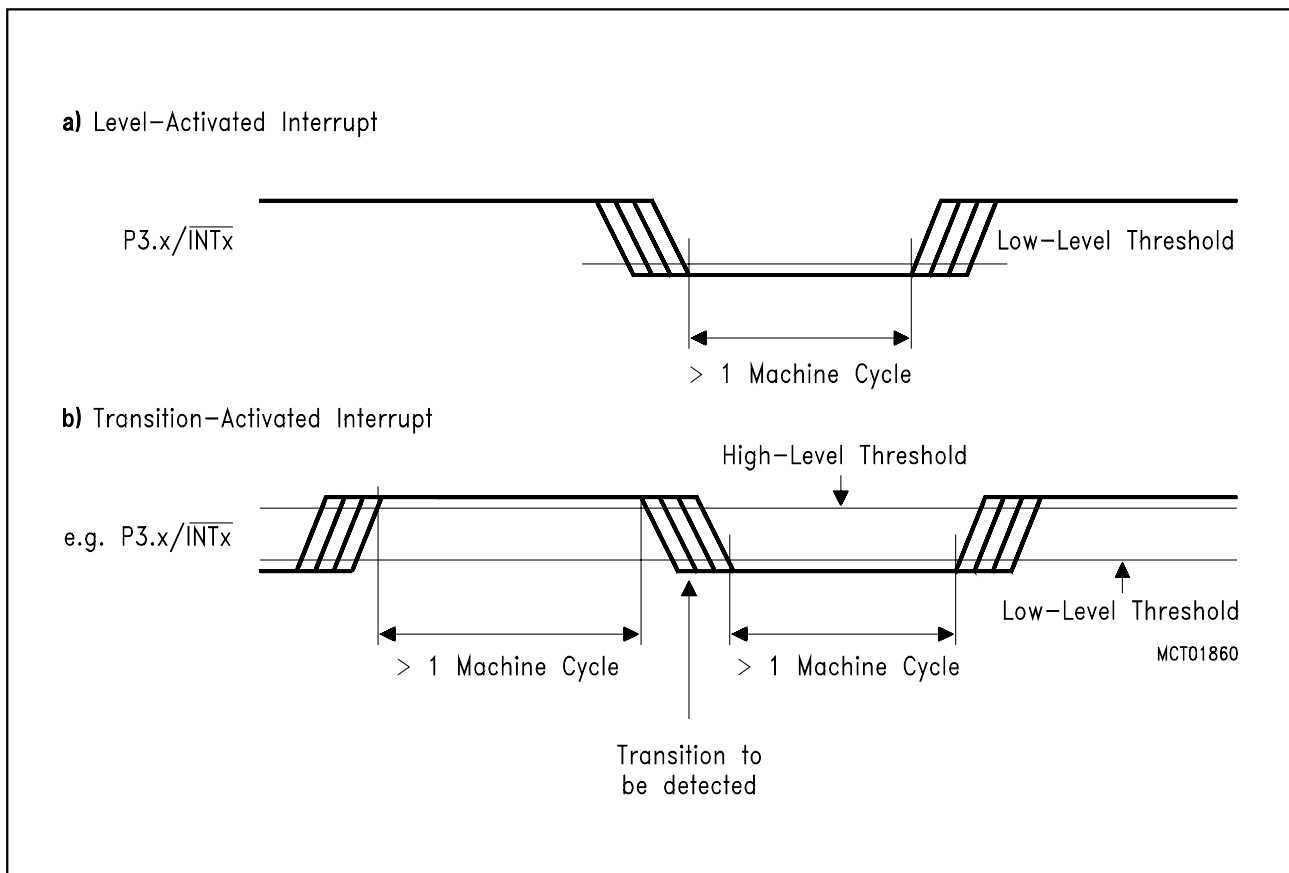 a) Level-Activated Interrupt
P3.x/INTx
Low-Level Threshold
> 1 Machine Cycle
b) Transition-Activated Interrupt
High-Level Threshold
e.g. P3.x/INTx
Low-Level Threshold
MCT01860
> 1 Machine Cycle
> 1 Machine Cycle
Transition to
be detected